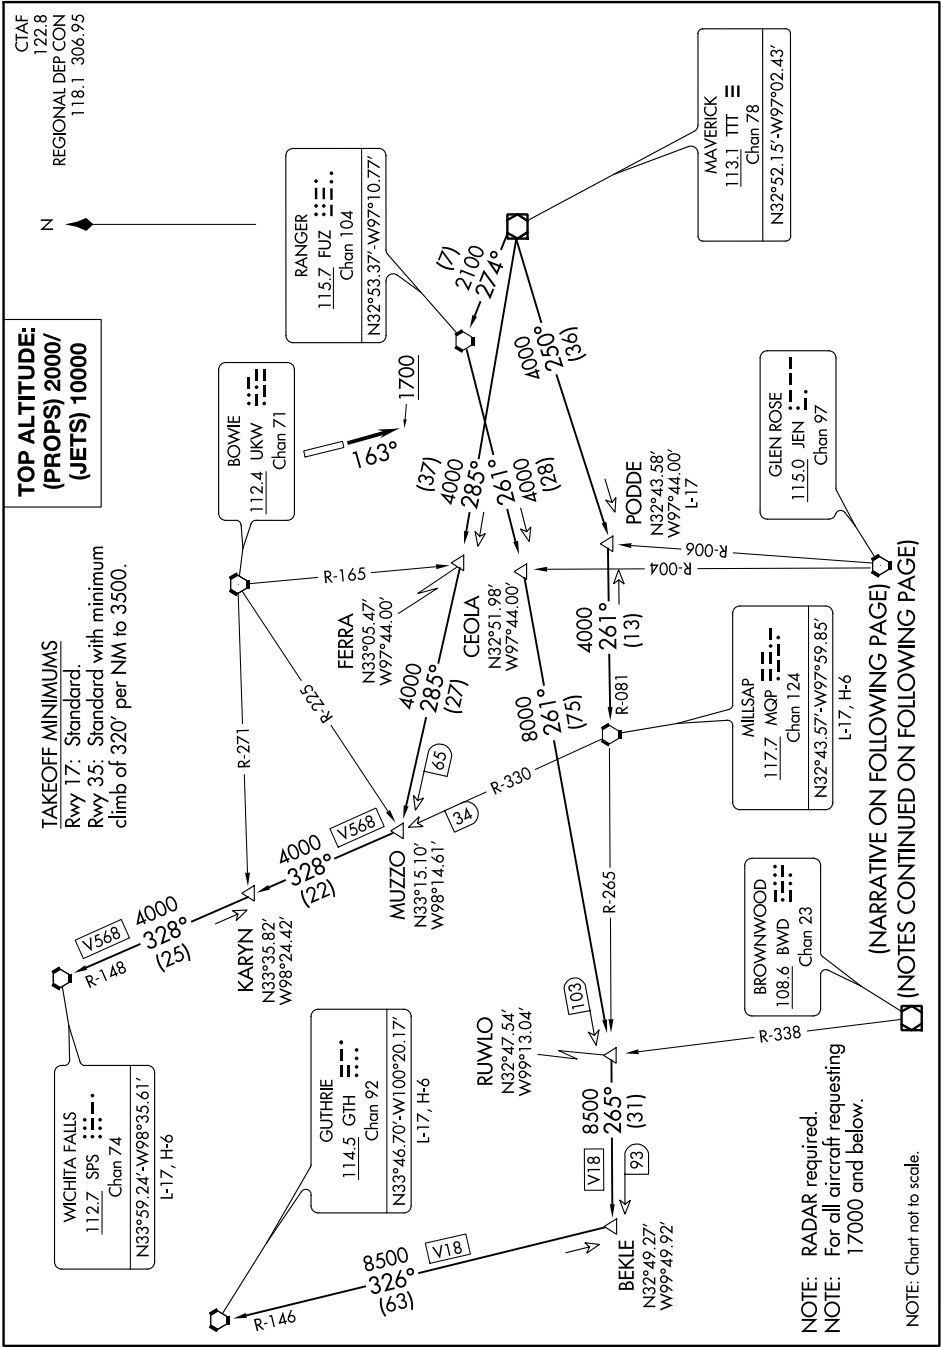 CTAF
122.8
REGIONAL DEP CON
118.1 306.95
N
TOP ALTITUDE:
(PROPS) 2000/
(JETS) 10000
TAKEOFF MINIMUMS
Rwy 17: Standard.
Rwy 35: Standard with minimum
climb of 320' per NM to 3500.
WICHITA FALLS
112.7 SPS
Chan 74
N33°59.24'-W98°35.61'
L-17, H-6
R-148
V568
4000
328°
(25)
KARYN
N33°35.82'
W98°24.42'
4000
328°
(22)
V568
R-271
BOWIE
112.4 UKW
Chan 71
163°
1700
RANGER
115.7 FUZ
Chan 104
N32°53.37'-W97°10.77'
R-225
R-165
MUZZO
N33°15.10'
W98°14.61'
65
34
4000
285°
(27)
FERRA
N33°05.47'
W97°44.00'
(37)
4000
285°
(7)
2100
274°
GUTHRIE
114.5 GTH
Chan 92
N33°46.70'-W100°20.17'
L-17, H-6
R-146
8500
326°
(63)
V18
RUWLO
N32°47.54'
W99°13.04'
103
R-330
8000
261°
(75)
CEOLA
N32°51.98'
W97°44.00'
261°
4000
(28)
4000
250°
(36)
MAVERICK
113.1 TTT
Chan 78
N32°52.15'-W97°02.43'
BEKLE
N32°49.27'
W99°49.92'
V18
93
8500
265°
(31)
R-265
R-081
4000
261°
(13)
PODDE
N32°43.58'
W97°44.00'
L-17
R-004
R-006
GLEN ROSE
115.0 JEN
Chan 97
MILLSAP
117.7 MQP
Chan 124
N32°43.57'-W97°59.85'
L-17, H-6
BROWNWOOD
108.6 BWD
Chan 23
R-338
NOTE: RADAR required.
NOTE: For all aircraft requesting
17000 and below.
(NARRATIVE ON FOLLOWING PAGE)
(NOTES CONTINUED ON FOLLOWING PAGE)
NOTE: Chart not to scale.